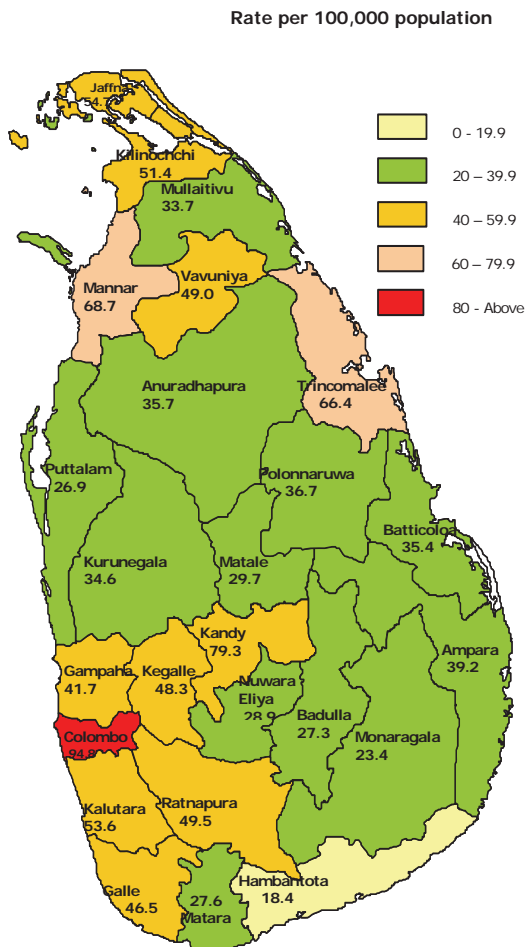 Rate per 100,000 population
0 - 19.9
20 – 39.9
40 – 59.9
60 – 79.9
80 - Above
Jaffna
54.7
Kilinochchi
51.4
Mullaitivu
33.7
Mannar
68.7
Vavuniya
49.0
Anuradhapura
35.7
Trincomalee
66.4
Puttalam
26.9
Polonnaruwa
36.7
Batticoloa
35.4
Kurunegala
34.6
Matale
29.7
Kandy
79.3
Ampara
39.2
Gampaha
41.7
Kegalle
48.3
Nuwara
Eliya
28.9
Badulla
27.3
Monaragala
23.4
Colombo
94.8
Kalutara
53.6
Ratnapura
49.5
Galle
46.5
27.6
Matara
Hambantota
18.4